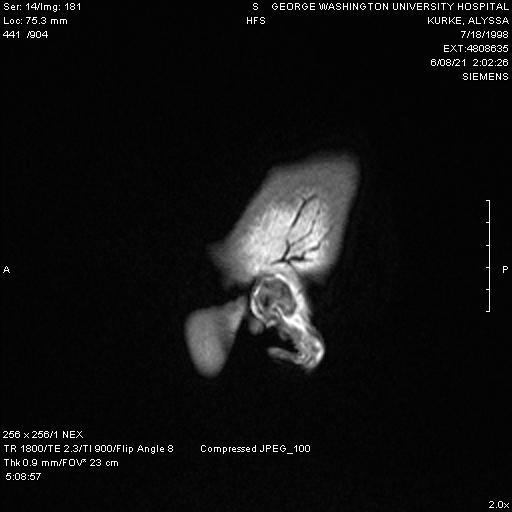 Ser: 14/Img: 181
Loc: 75.3 mm
441 /904
S GEORGE WASHINGTON UNIVERSITY HOSPITAL
HFS KURKE, ALYSSA
7/18/1998
EXT:4808635
6/08/21 2:02:26
SIEMENS
A
P
256 x 256/1 NEX
TR 1800/TE 2.3/TI 900/Flip Angle 8 Compressed JPEG_100
Thk 0.9 mm/FOV* 23 cm
5:08:57
2.0x